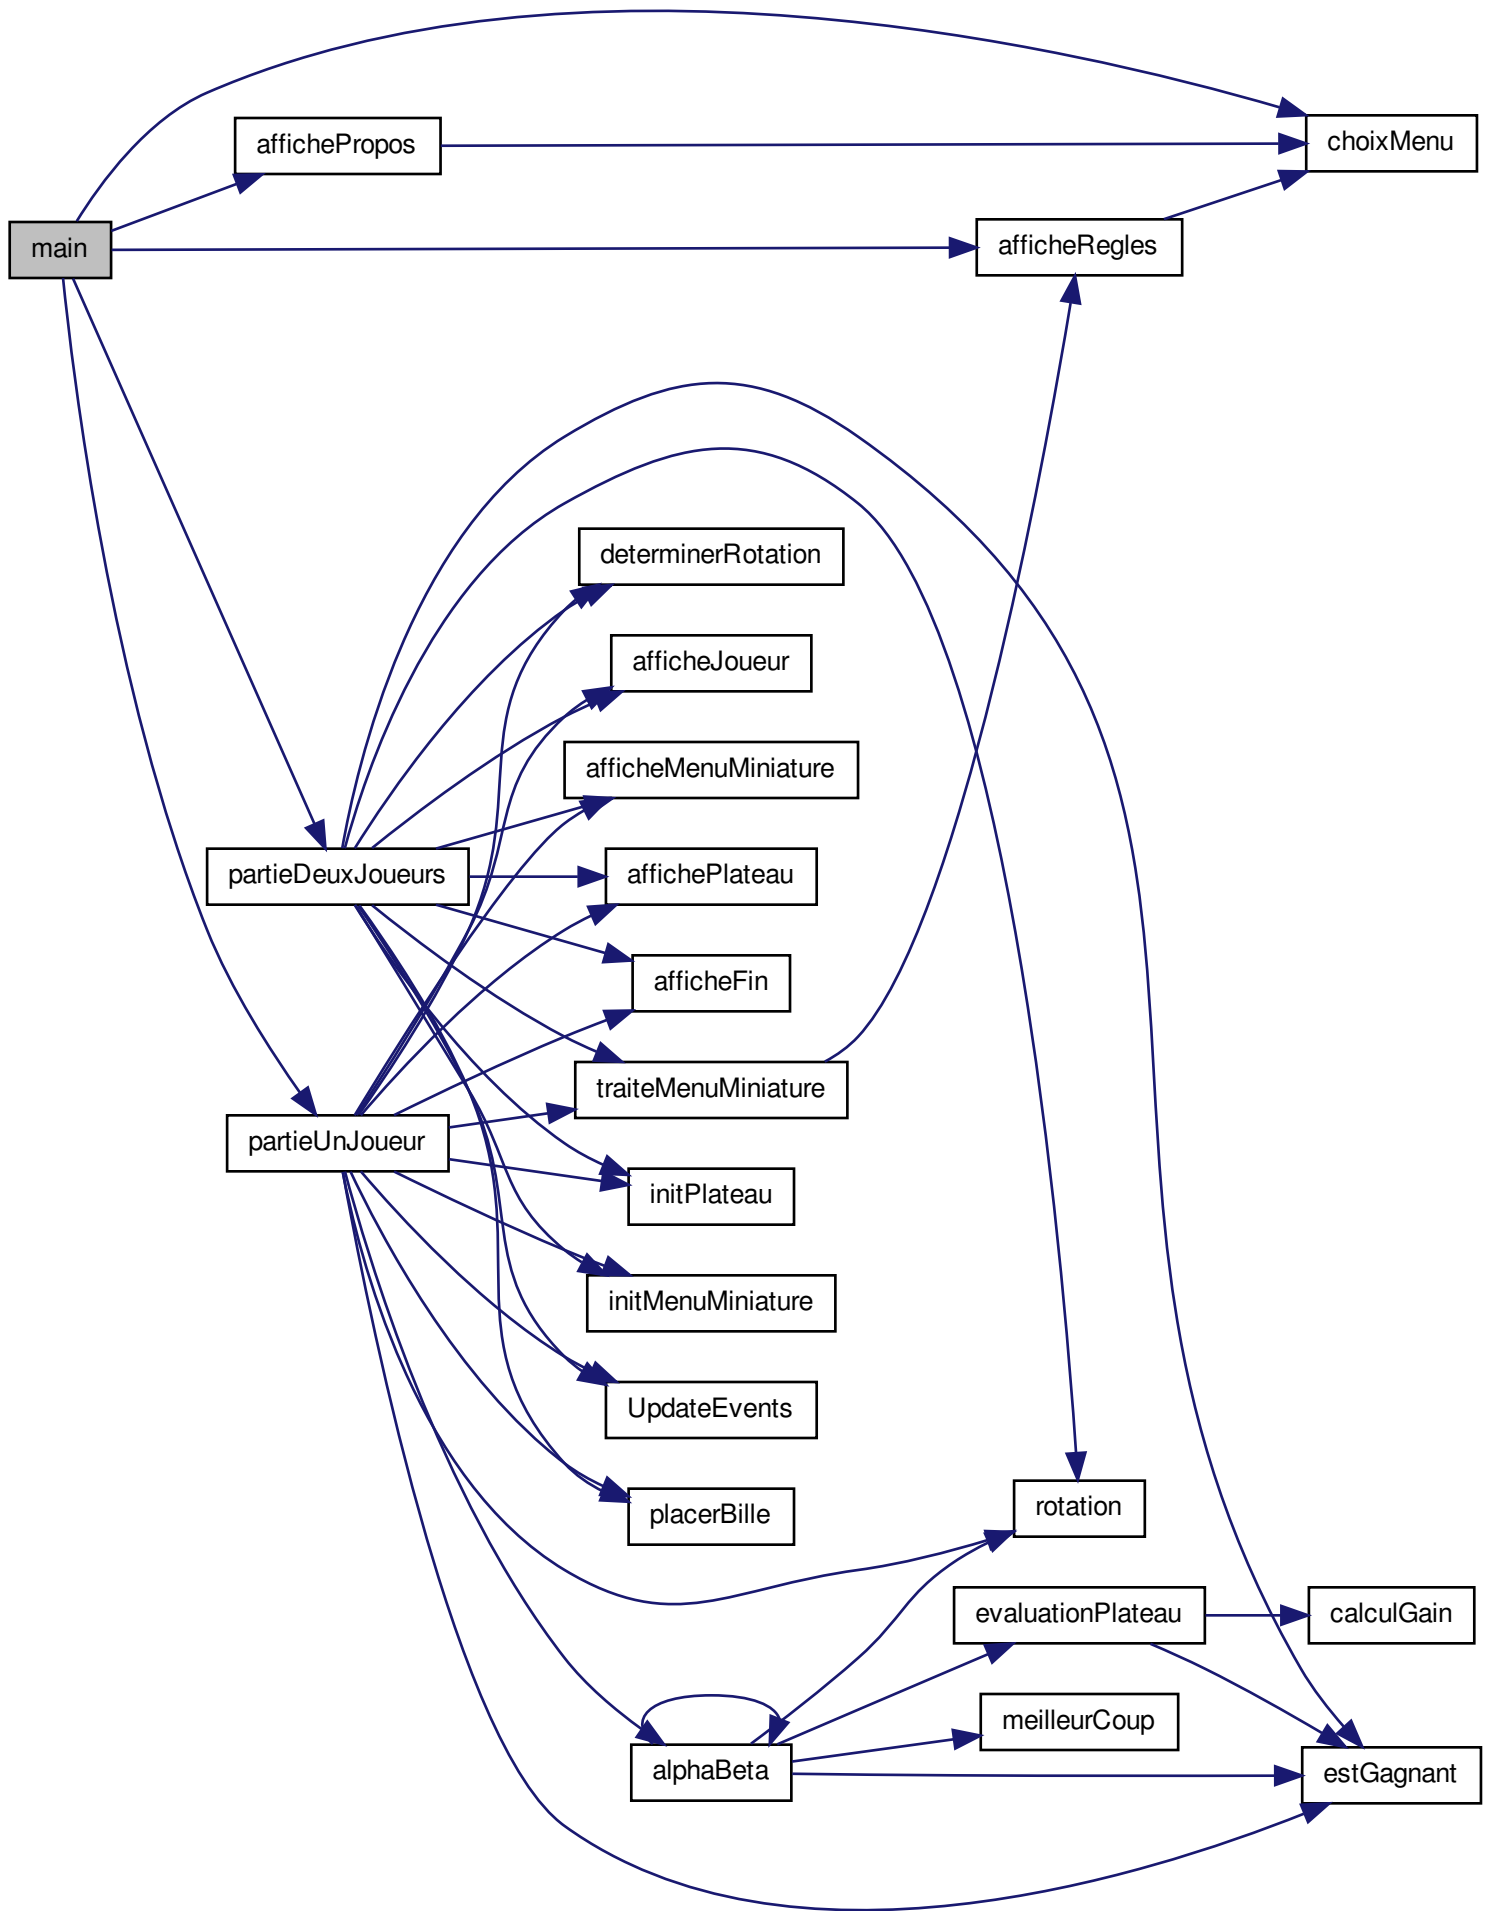 main
affichePropos
choixMenu
afficheRegles
determinerRotation
afficheJoueur
afficheMenuMiniature
partieDeuxJoueurs
affichePlateau
afficheFin
traiteMenuMiniature
partieUnJoueur
initPlateau
initMenuMiniature
UpdateEvents
placerBille
rotation
evaluationPlateau
calculGain
meilleurCoup
alphaBeta
estGagnant